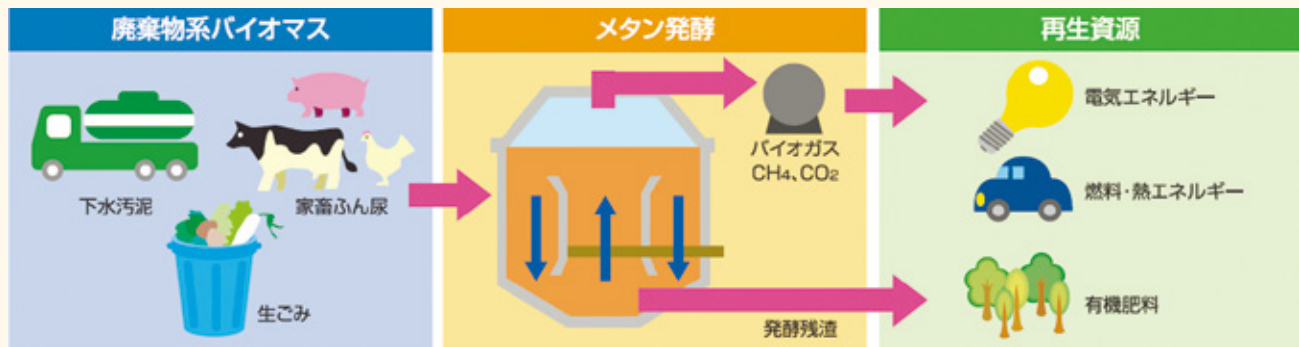 廃棄物系バイオマス
下水汚泥
家畜ふん尿
生ごみ
メタン発酵
バイオガス
CH₄、CO₂
発酵残渣
再生資源
電気エネルギー
燃料・熱エネルギー
有機肥料